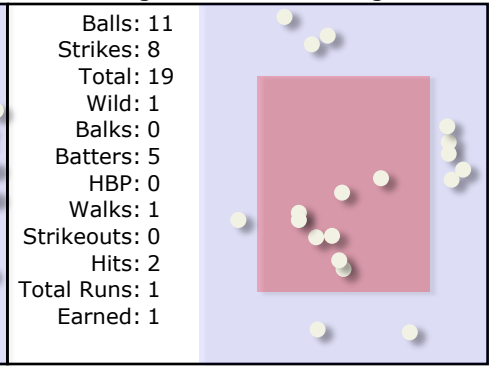 Balls: 11
Strikes: 8
Total: 19
Wild: 1
Balks: 0
Batters: 5
HBP: 0
Walks: 1
Strikeouts: 0
Hits: 2
Total Runs: 1
Earned: 1